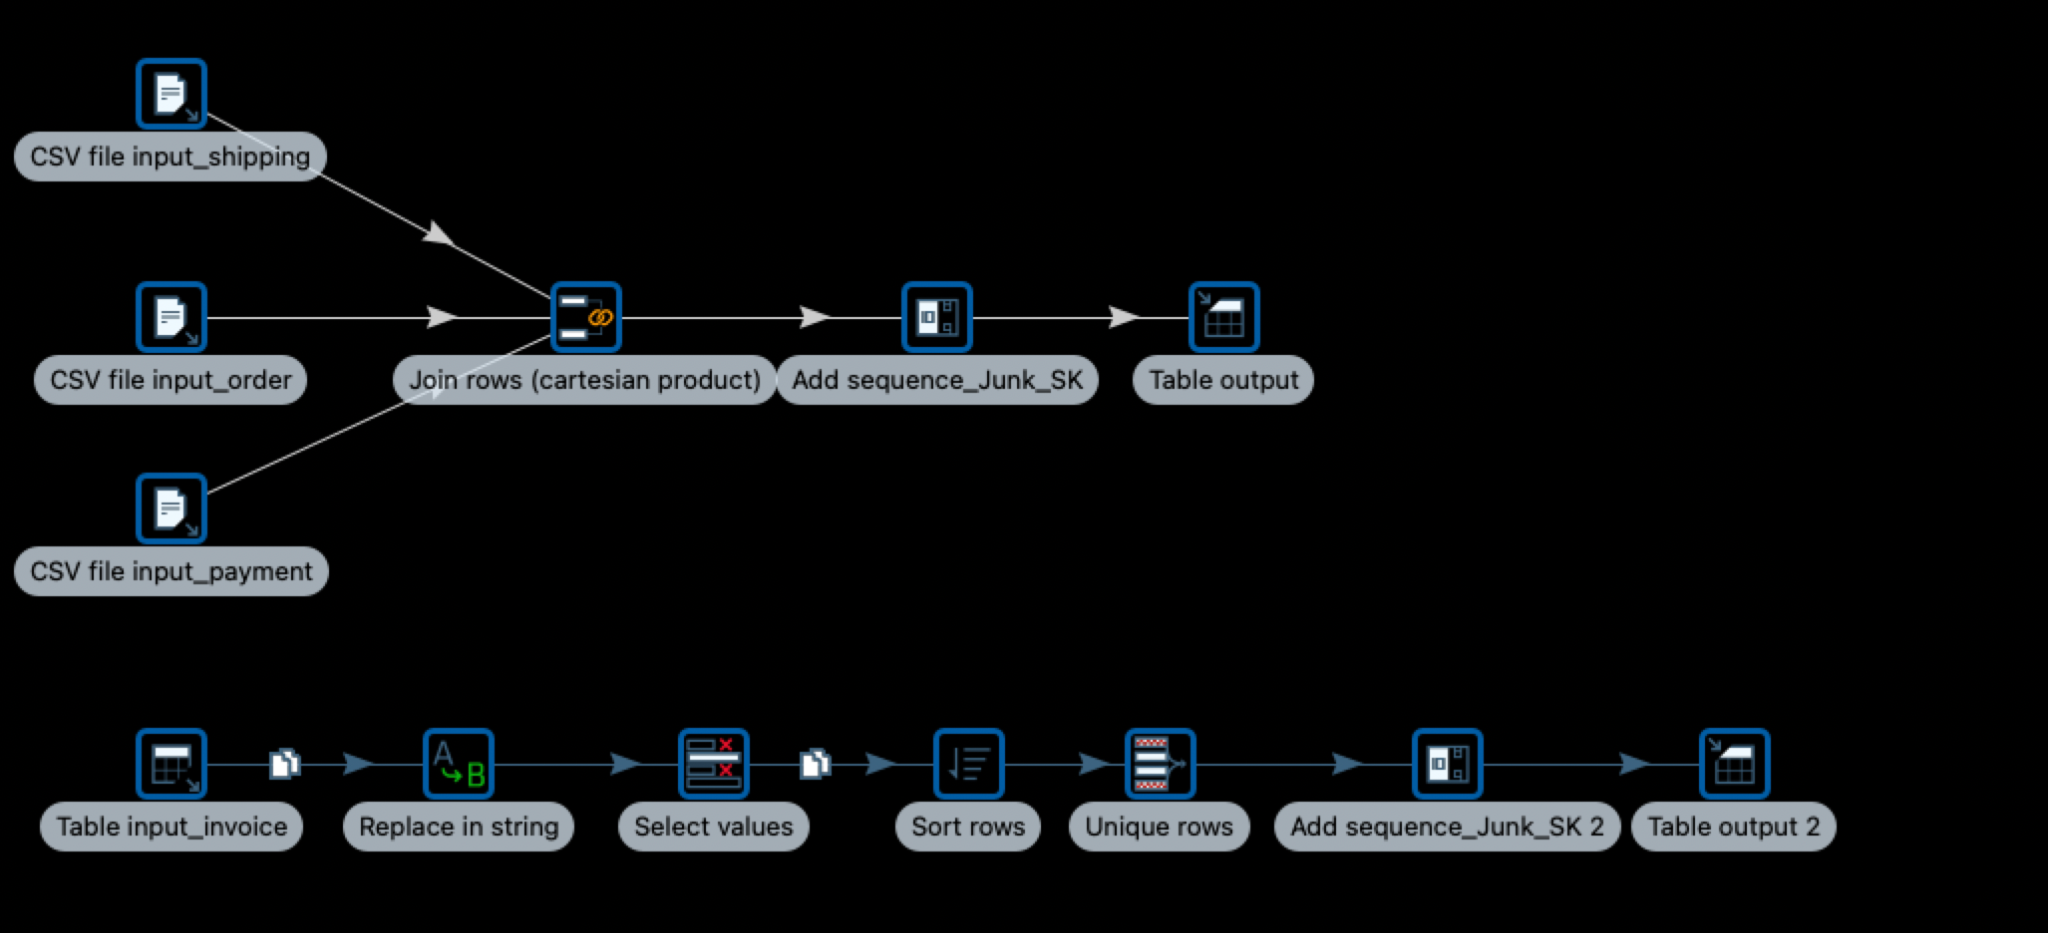 CSV file input_shipping
CSV file input_order
Join rows (cartesian product)
Add sequence_Junk_SK
Table output
CSV file input_payment
A
B
Table input_invoice
Replace in string
Select values
Sort rows
Unique rows
Add sequence_Junk_SK 2
Table output 2